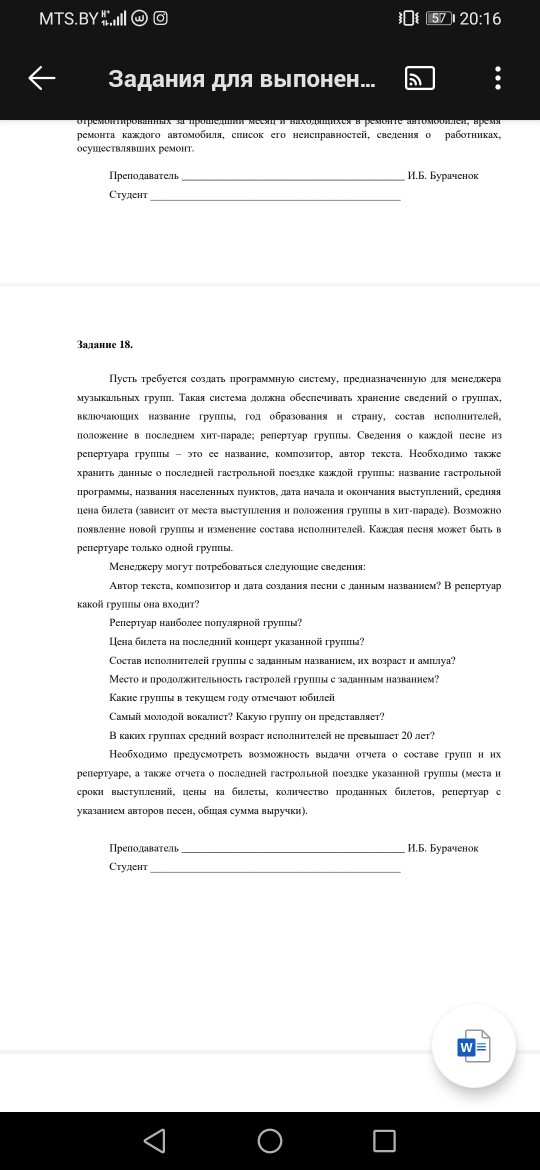 MTS.BY 57 20:16
Задания для выпонен...
отремонтированных за прошедший месяц и находящихся в ремонте автомобилей, время
ремонта каждого автомобиля, список его неисправностей, сведения о работниках,
осуществлявших ремонт.
Преподаватель ______________________________________ И.Б. Бураченок
Студент ___________________________________________
Задание 18.
Пусть требуется создать программную систему, предназначенную для менеджера
музыкальных групп. Такая система должна обеспечивать хранение сведений о группах,
включающих название группы, год образования и страну, состав исполнителей,
положение в последнем хит-параде; репертуар группы. Сведения о каждой песне из
репертуара группы – это ее название, композитор, автор текста. Необходимо также
хранить данные о последней гастрольной поездке каждой группы: название гастрольной
программы, названия населенных пунктов, дата начала и окончания выступлений, средняя
цена билета (зависит от места выступления и положения группы в хит-параде). Возможно
появление новой группы и изменение состава исполнителей. Каждая песня может быть в
репертуаре только одной группы.
Менеджеру могут потребоваться следующие сведения:
Автор текста, композитор и дата создания песни с данным названием? В репертуар
какой группы она входит?
Репертуар наиболее популярной группы?
Цена билета на последний концерт указанной группы?
Состав исполнителей группы с заданным названием, их возраст и амплуа?
Место и продолжительность гастролей группы с заданным названием?
Какие группы в текущем году отмечают юбилей
Самый молодой вокалист? Какую группу он представляет?
В каких группах средний возраст исполнителей не превышает 20 лет?
Необходимо предусмотреть возможность выдачи отчета о составе групп и их
репертуаре, а также отчета о последней гастрольной поездке указанной группы (места и
сроки выступлений, цены на билеты, количество проданных билетов, репертуар с
указанием авторов песен, общая сумма выручки).
Преподаватель ______________________________________ И.Б. Бураченок
Студент ___________________________________________
W